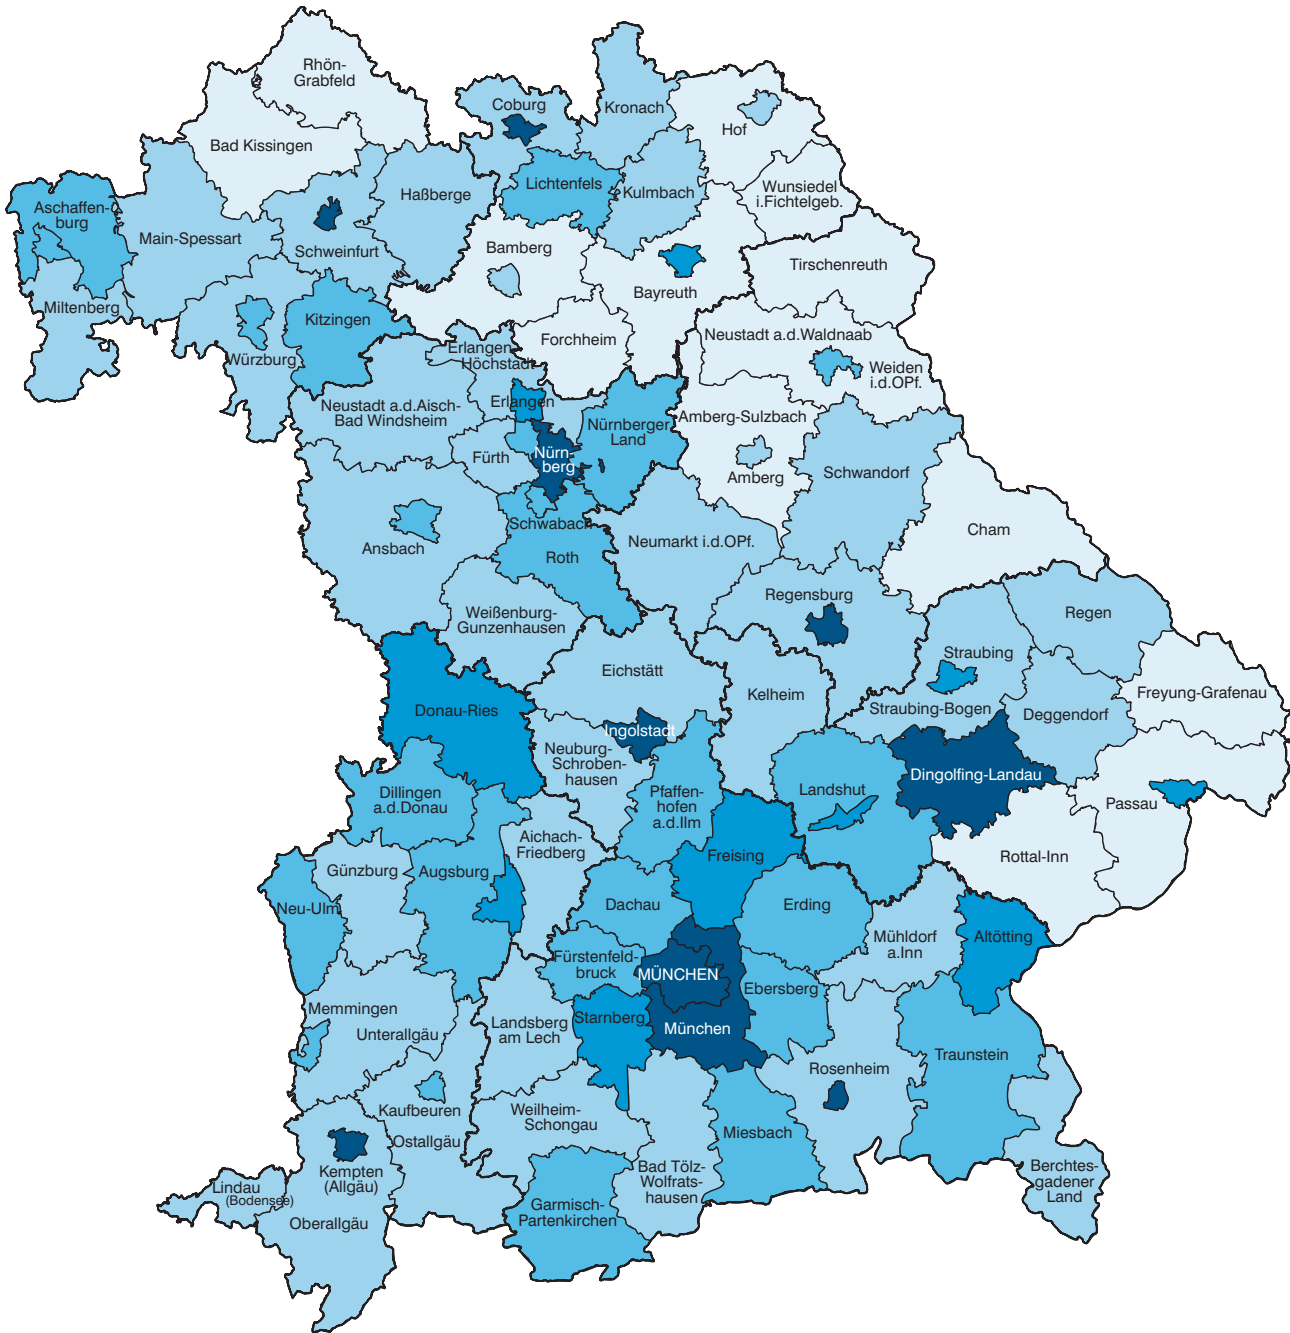 Rhön-
Grabfeld
Coburg
Kronach
Hof
Bad Kissingen
Lichtenfels
Kulmbach
Wunsiedel
i.Fichtelgeb.
Haßberge
Aschaffen-
burg
Main-Spessart
Schweinfurt
Bamberg
Bayreuth
Tirschenreuth
Miltenberg
Kitzingen
Würzburg
Forchheim
Erlangen-
Höchstadt
Neustadt a.d.Waldnaab
Weiden
i.d.OPf.
Neustadt a.d.Aisch-
Bad Windsheim
Erlangen
Nürnberger
Land
Amberg-Sulzbach
Amberg
Schwandorf
Fürth
Nürn-
berg
Ansbach
Schwabach
Roth
Neumarkt i.d.OPf.
Cham
Weißenburg-
Gunzenhausen
Regensburg
Regen
Eichstätt
Kelheim
Straubing
Straubing-Bogen
Deggendorf
Freyung-Grafenau
Donau-Ries
Ingolstadt
Neuburg-
Schroben-
hausen
Dingolfing-Landau
Dillingen
a.d.Donau
Pfaffen-
hofen
a.d.Ilm
Landshut
Passau
Aichach-
Friedberg
Freising
Rottal-Inn
Günzburg
Augsburg
Neu-Ulm
Dachau
Erding
Mühldorf
a.Inn
Altötting
Fürstenfeld-
bruck
MÜNCHEN
Ebersberg
Memmingen
Unterallgäu
Landsberg
am Lech
Starnberg
München
Traunstein
Rosenheim
Kaufbeuren
Ostallgäu
Weilheim-
Schongau
Miesbach
Kempten
(Allgäu)
Lindau
(Bodensee)
Oberallgäu
Garmisch-
Partenkirchen
Bad Tölz-
Wolfrats-
hausen
Berchtes-
gadener
Land